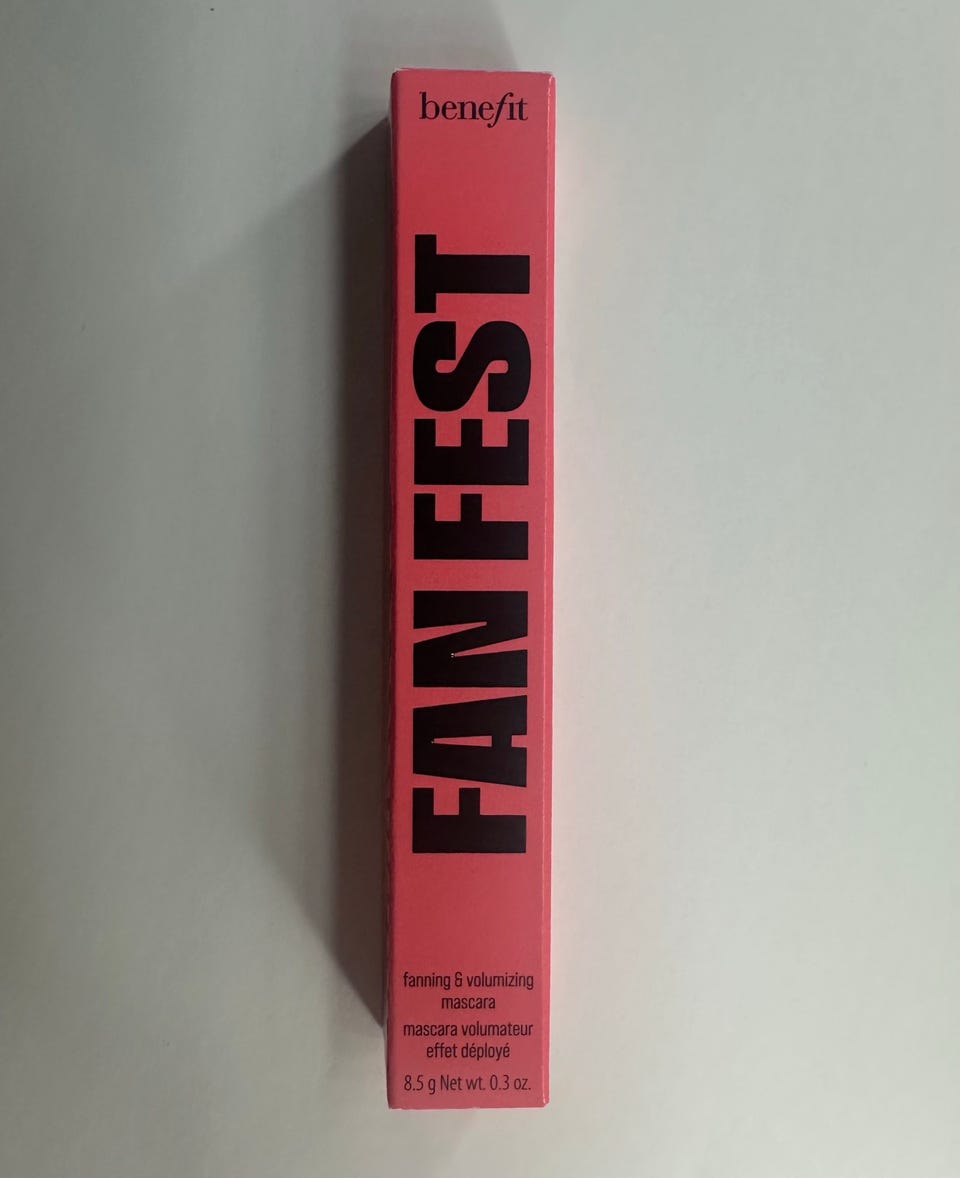 benefit
FAN FEST
fanning & volumizing
mascara
mascara volumateur
effet déployé
8.5 g Net wt. 0.3 oz.